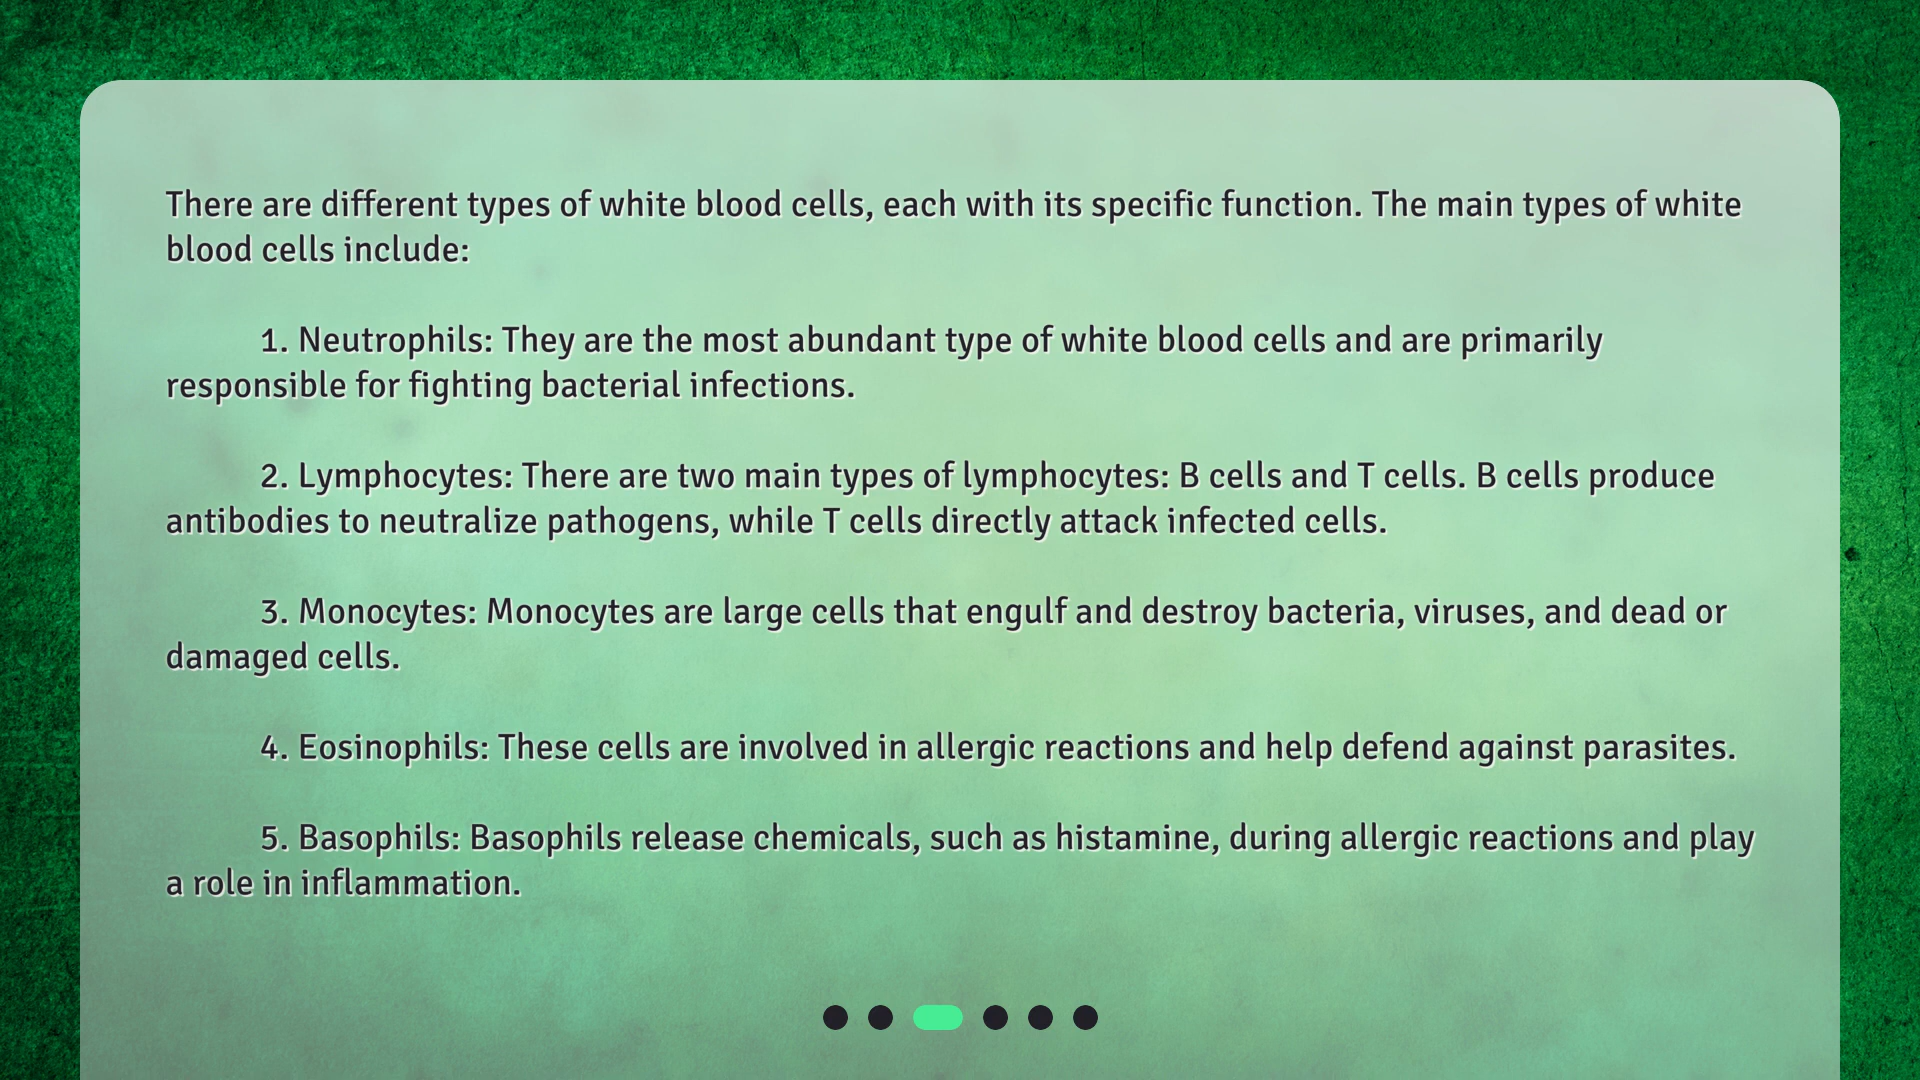 There are different types of white blood cells, each with its specific function. The main types of white
blood cells include:
1. Neutrophils: They are the most abundant type of white blood cells and are primarily
responsible for fighting bacterial infections.
2. Lymphocytes: There are two main types of lymphocytes: B cells and T cells. B cells produce
antibodies to neutralize pathogens, while T cells directly attack infected cells.
3. Monocytes: Monocytes are large cells that engulf and destroy bacteria, viruses, and dead or
damaged cells.
4. Eosinophils: These cells are involved in allergic reactions and help defend against parasites.
5. Basophils: Basophils release chemicals, such as histamine, during allergic reactions and play
a role in inflammation.